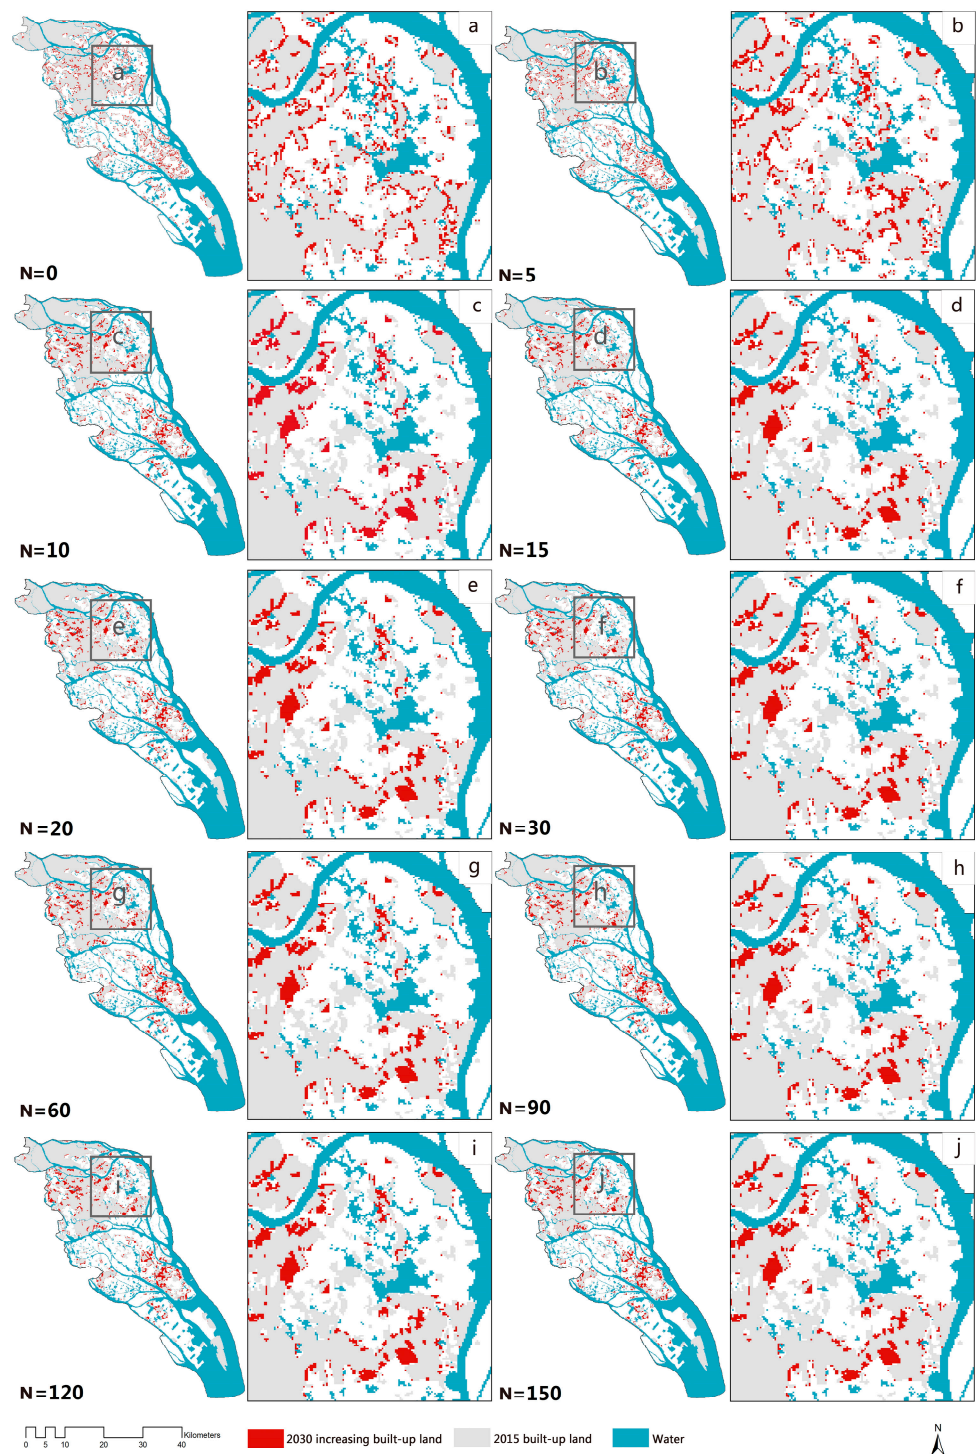 a
a
N=0
b
b
N=5
c
c
N=10
d
d
N=15
e
e
N=20
f
f
N=30
g
g
N=60
h
h
N=90
i
i
N=120
j
j
N=150
Kilometers
0 5 10 20 30 40
2030 increasing built-up land
2015 built-up land
Water
N